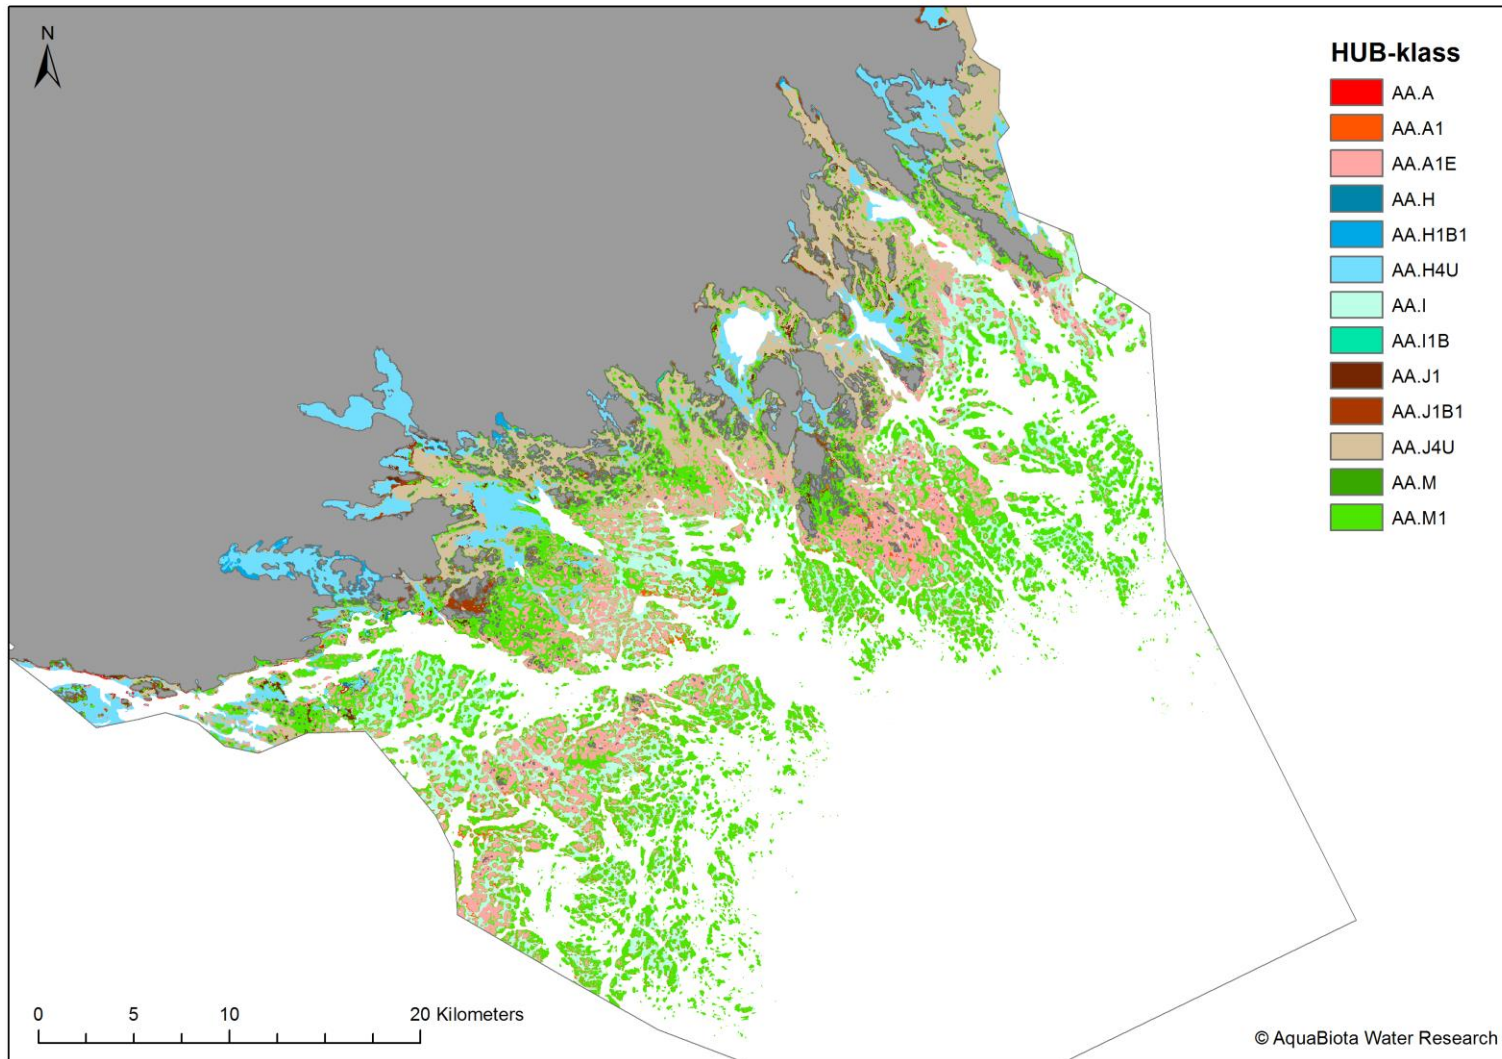 N
HUB-klass
AA.A
AA.A1
AA.A1E
AA.H
AA.H1B1
AA.H4U
AA.I
AA.I1B
AA.J1
AA.J1B1
AA.J4U
AA.M
AA.M1
0 5 10 20 Kilometers
© AquaBiota Water Research